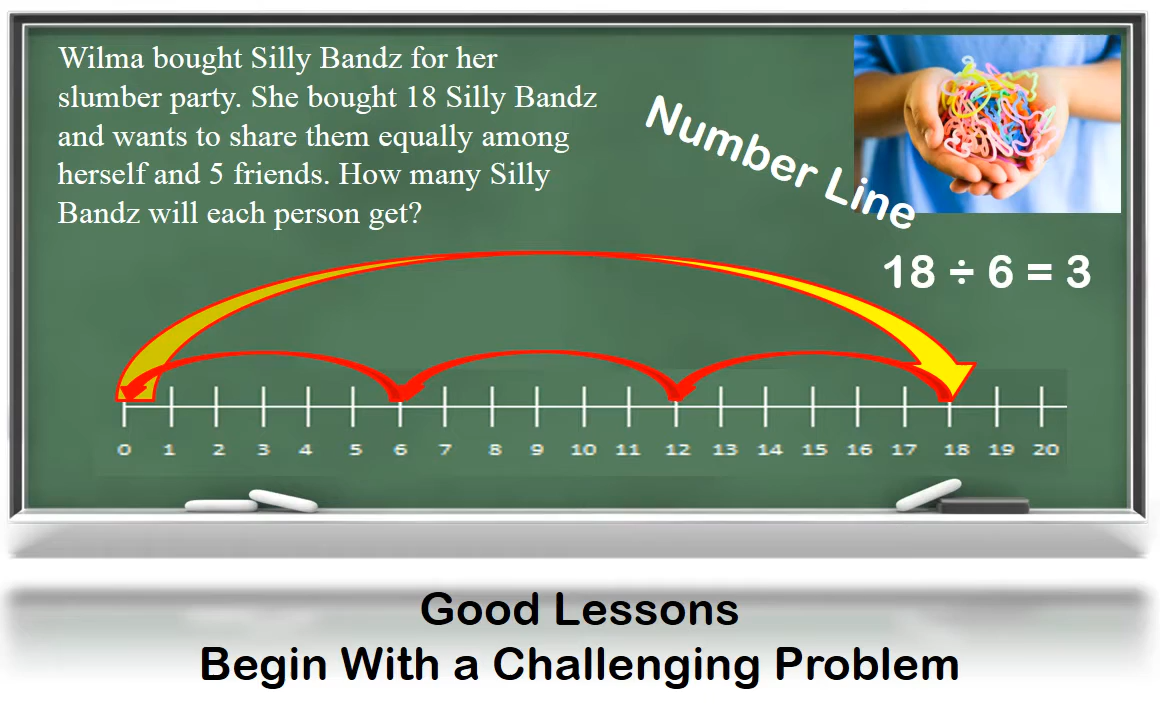 Wilma bought Silly Bandz for her
slumber party. She bought 18 Silly Bandz
and wants to share them equally among
herself and 5 friends. How many Silly
Bandz will each person get?
Number Line
18 ÷ 6 = 3
0 1 2 3 4 5 6 7 8 9 10 11 12 13 14 15 16 17 18 19 20
Good Lessons
Begin With a Challenging Problem